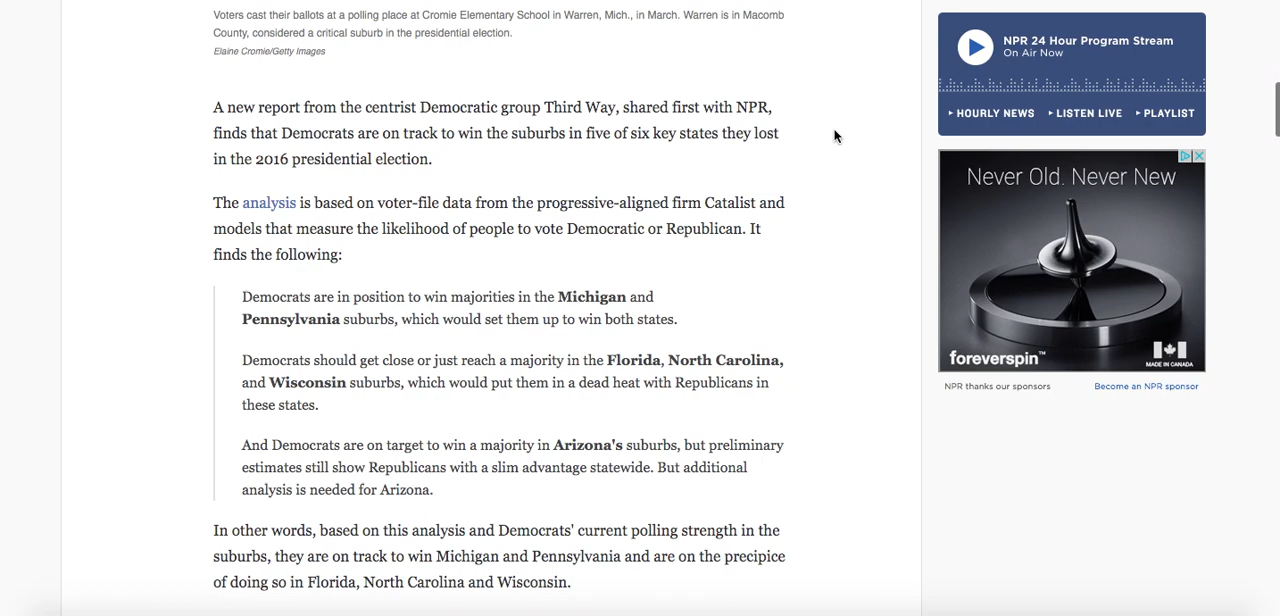 Voters cast their ballots at a polling place at Cromie Elementary School in Warren, Mich., in March. Warren is in Macomb
County, considered a critical suburb in the presidential election.
Elaine Cromie/Getty Images
A new report from the centrist Democratic group Third Way, shared first with NPR,
finds that Democrats are on track to win the suburbs in five of six key states they lost
in the 2016 presidential election.
The analysis is based on voter-file data from the progressive-aligned firm Catalist and
models that measure the likelihood of people to vote Democratic or Republican. It
finds the following:
Democrats are in position to win majorities in the Michigan and
Pennsylvania suburbs, which would set them up to win both states.
Democrats should get close or just reach a majority in the Florida, North Carolina,
and Wisconsin suburbs, which would put them in a dead heat with Republicans in
these states.
And Democrats are on target to win a majority in Arizona's suburbs, but preliminary
estimates still show Republicans with a slim advantage statewide. But additional
analysis is needed for Arizona.
In other words, based on this analysis and Democrats' current polling strength in the
suburbs, they are on track to win Michigan and Pennsylvania and are on the precipice
of doing so in Florida, North Carolina and Wisconsin.
NPR 24 Hour Program Stream
On Air Now
HOURLY NEWS LISTEN LIVE PLAYLIST
Never Old. Never New
foreverspin™
MADE IN CANADA
NPR thanks our sponsors Become an NPR sponsor